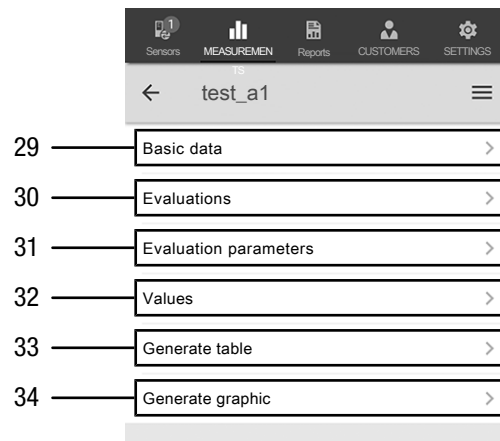 1
Sensors MEASUREMEN Reports CUSTOMERS SETTINGS
TS
test_a1
29 Basic data
30 Evaluations
31 Evaluation parameters
32 Values
33 Generate table
34 Generate graphic